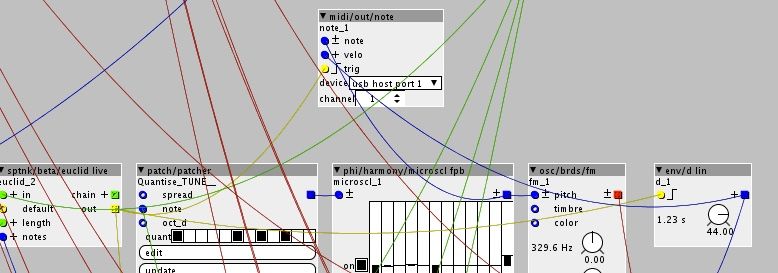 midi/out/note
note_1
± note
+ velo
trig
device usb host port 1
channel 1
sptnk/beta/euclid live
euclid_2
+ in
chain +
default
out
+ length
+ notes
patch/patcher
Quantise_TUNE__
spread
note
oct_d
quant
edit
update
phi/harmony/microscl fpb
microscl_1
±
+
on
osc/brds/fm
fm_1
± pitch
timbre
color
329.6 Hz
0.00
env/d lin
d_1
+
1.23 s
44.00